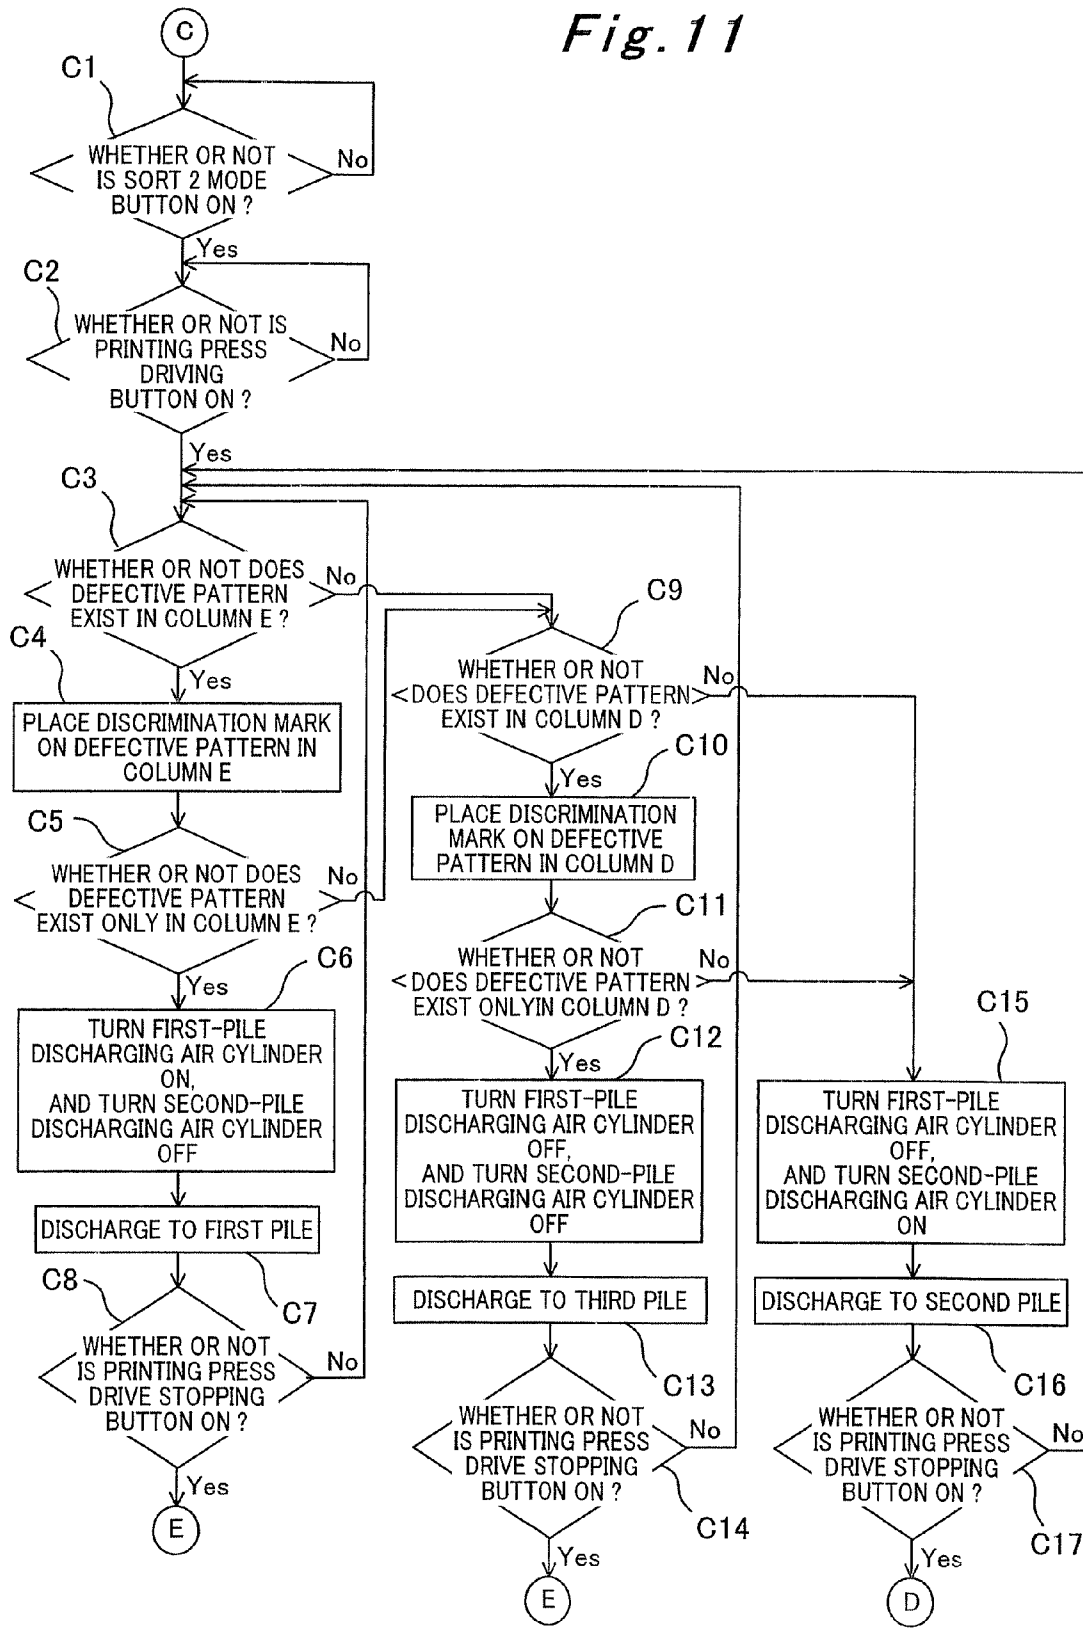 Fig.11
C
C1
WHETHER OR NOT
IS SORT 2 MODE
BUTTON ON ?
No
Yes
C2
WHETHER OR NOT IS
PRINTING PRESS
DRIVING
BUTTON ON ?
No
Yes
C3
WHETHER OR NOT DOES
DEFECTIVE PATTERN
EXIST IN COLUMN E ?
No
Yes
C4
PLACE DISCRIMINATION MARK
ON DEFECTIVE PATTERN IN
COLUMN E
C5
WHETHER OR NOT DOES
DEFECTIVE PATTERN
EXIST ONLY IN COLUMN E ?
No
Yes
C6
TURN FIRST-PILE
DISCHARGING AIR CYLINDER
ON,
AND TURN SECOND-PILE
DISCHARGING AIR CYLINDER
OFF
DISCHARGE TO FIRST PILE
C7
C8
WHETHER OR NOT
IS PRINTING PRESS
DRIVE STOPPING
BUTTON ON ?
No
Yes
E
C9
WHETHER OR NOT
DOES DEFECTIVE PATTERN
EXIST IN COLUMN D ?
No
Yes
C10
PLACE DISCRIMINATION
MARK ON DEFECTIVE
PATTERN IN COLUMN D
C11
WHETHER OR NOT
DOES DEFECTIVE PATTERN
EXIST ONLYIN COLUMN D ?
No
Yes
C12
TURN FIRST-PILE
DISCHARGING AIR CYLINDER
OFF,
AND TURN SECOND-PILE
DISCHARGING AIR CYLINDER
OFF
DISCHARGE TO THIRD PILE
C13
WHETHER OR NOT
IS PRINTING PRESS
DRIVE STOPPING
BUTTON ON ?
No
C14
Yes
E
C15
TURN FIRST-PILE
DISCHARGING AIR CYLINDER
OFF,
AND TURN SECOND-PILE
DISCHARGING AIR CYLINDER
ON
DISCHARGE TO SECOND PILE
C16
WHETHER OR NOT
IS PRINTING PRESS
DRIVE STOPPING
BUTTON ON ?
No
C17
Yes
D